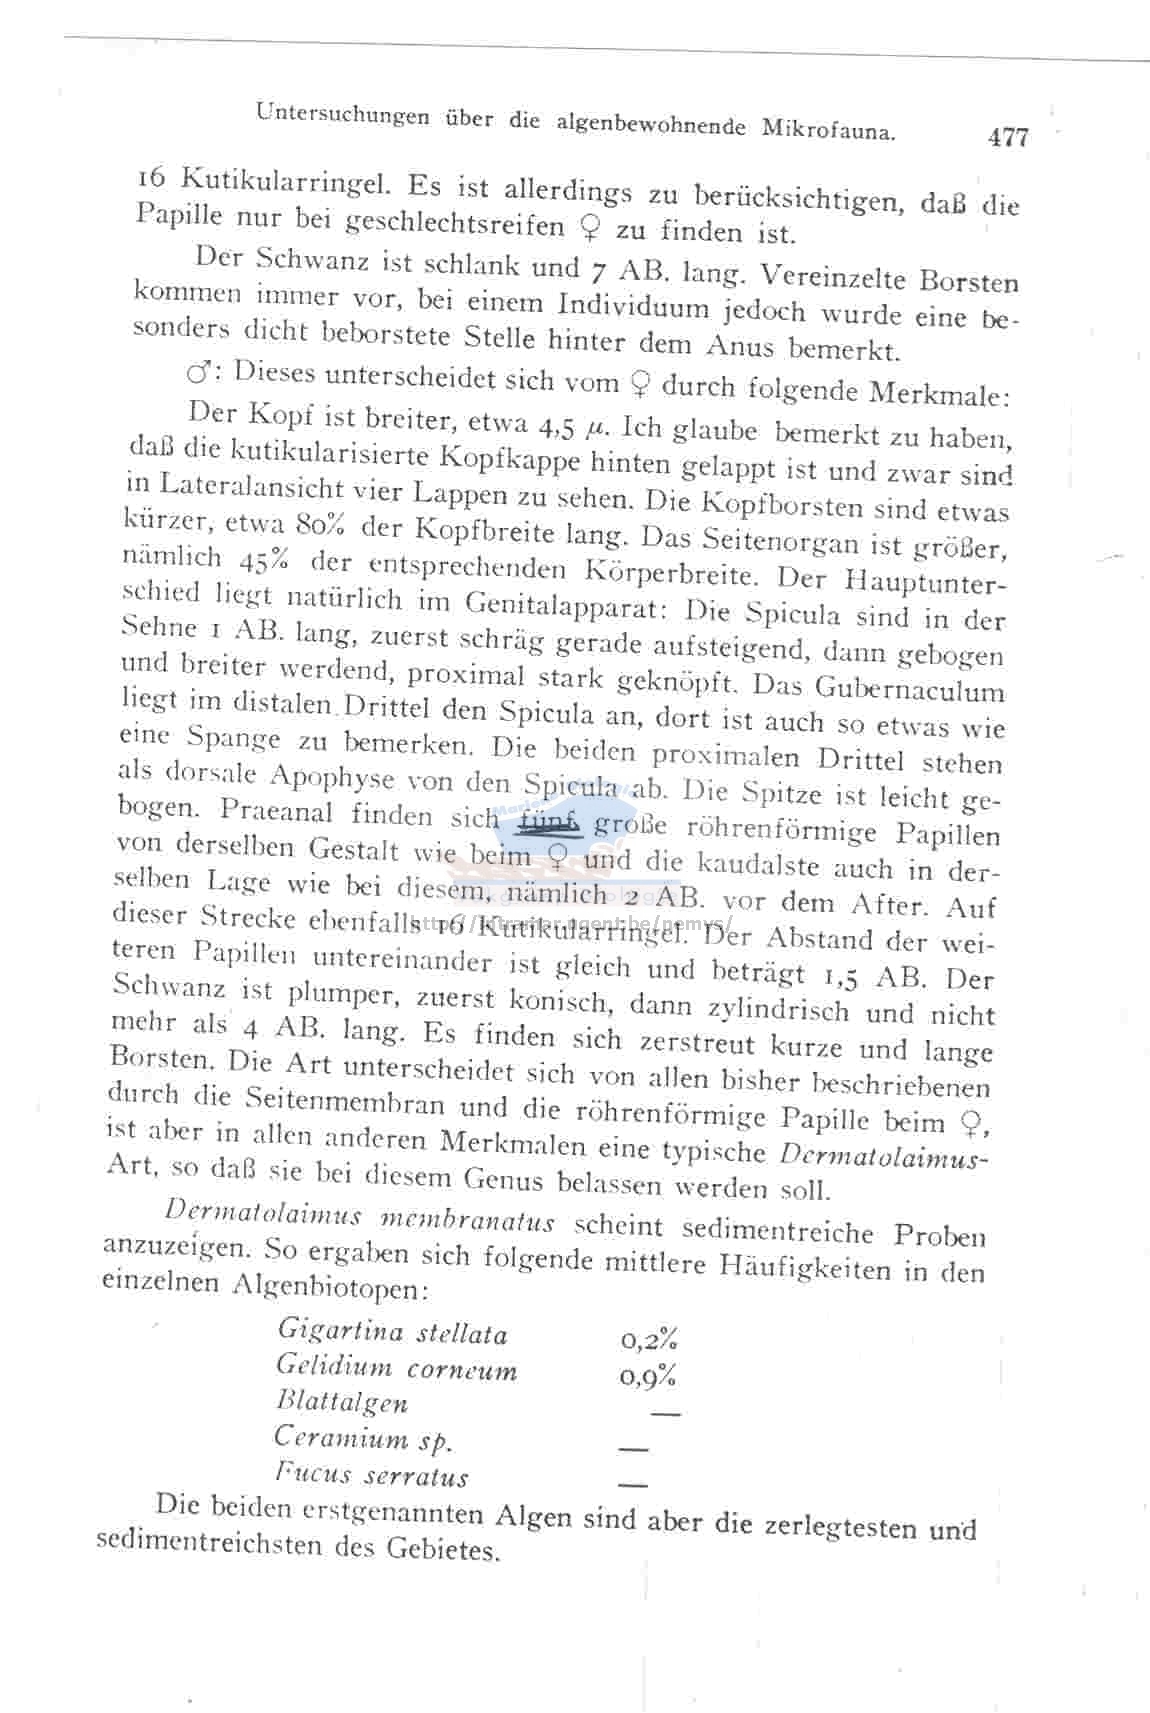 Untersuchungen über die algenbewohnende Mikrofauna. 477
16 Kutikularringel. Es ist allerdings zu berücksichtigen, daß die
Papille nur bei geschlechtsreifen ♀ zu finden ist.
Der Schwanz ist schlank und 7 AB. lang. Vereinzelte Borsten
kommen immer vor, bei einem Individuum jedoch wurde eine be-
sonders dicht beborstete Stelle hinter dem Anus bemerkt.
♂: Dieses unterscheidet sich vom ♀ durch folgende Merkmale:
Der Kopf ist breiter, etwa 4,5 μ. Ich glaube bemerkt zu haben,
daß die kutikularisierte Kopfkappe hinten gelappt ist und zwar sind
in Lateralansicht vier Lappen zu sehen. Die Kopfborsten sind etwas
kürzer, etwa 80% der Kopfbreite lang. Das Seitenorgan ist größer,
nämlich 45% der entsprechenden Körperbreite. Der Hauptunter-
schied liegt natürlich im Genitalapparat: Die Spicula sind in der
Sehne 1 AB. lang, zuerst schräg gerade aufsteigend, dann gebogen
und breiter werdend, proximal stark geknöpft. Das Gubernaculum
liegt im distalen Drittel den Spicula an, dort ist auch so etwas wie
eine Spange zu bemerken. Die beiden proximalen Drittel stehen
als dorsale Apophyse von den Spicula ab. Die Spitze ist leicht ge-
bogen. Praeanal finden sich fünf große röhrenförmige Papillen
von derselben Gestalt wie beim ♀ und die kaudalste auch in der-
selben Lage wie bei diesem, nämlich 2 AB. vor dem After. Auf
dieser Strecke ebenfalls 16 Kutikularringel. Der Abstand der wei-
teren Papillen untereinander ist gleich und beträgt 1,5 AB. Der
Schwanz ist plumper, zuerst konisch, dann zylindrisch und nicht
mehr als 4 AB. lang. Es finden sich zerstreut kurze und lange
Borsten. Die Art unterscheidet sich von allen bisher beschriebenen
durch die Seitenmembran und die röhrenförmige Papille beim ♀,
ist aber in allen anderen Merkmalen eine typische Dermatolaimus-
Art, so daß sie bei diesem Genus belassen werden soll.
Dermatolaimus membranatus scheint sedimentreiche Proben
anzuzeigen. So ergaben sich folgende mittlere Häufigkeiten in den
einzelnen Algenbiotopen:
Gigartina stellata 0,2%
Gelidium corneum 0,9%
Blattalgen —
Ceramium sp. —
Fucus serratus —
Die beiden erstgenannten Algen sind aber die zerlegtesten und
sedimentreichsten des Gebietes.